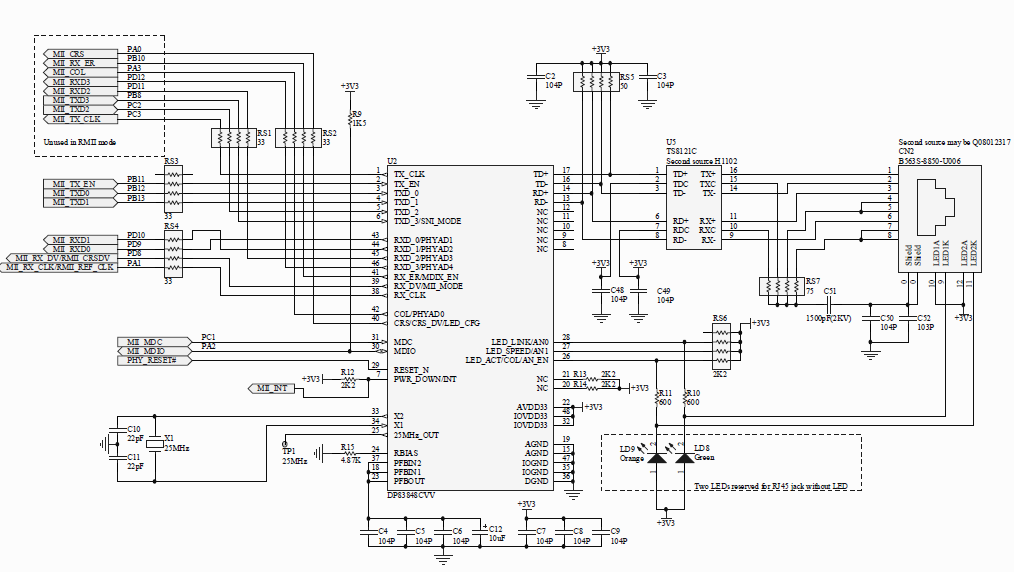 MII_CRS PA0
MII_RX_ER PB10
MII_COL PA3
MII_RXD3 PD12
MII_RXD2 PD11
MII_TXD3 PB8
MII_TXD2 PC2
MII_TX_CLK PC3
Unused in RMII mode
RS1
33
RS2
33
+3V3
R9
1K5
+3V3
C2
104P
RS5
50
C3
104P
RS3
33
MII_TX_EN PB11
MII_TXD0 PB12
MII_TXD1 PB13
RS4
33
MII_RXD1 PD10
MII_RXD0 PD9
MII_RX_DV/RMII_CRSDV PD8
MII_RX_CLK/RMII_REF_CLK PA1
MII_MDC PC1
MII_MDIO PA2
PHY_RESET#
+3V3
R12
2K2
MII_INT
U2
1 TX_CLK
2 TX_EN
3 TXD_0
4 TXD_1
5 TXD_2
6 TXD_3/SNI_MODE
43 RXD_0/PHYAD1
44 RXD_1/PHYAD2
45 RXD_2/PHYAD3
46 RXD_3/PHYAD4
41 RX_ER/MDIX_EN
39 RX_DV/MII_MODE
38 RX_CLK
42 COL/PHYAD0
40 CRS/CRS_DV/LED_CFG
31 MDC
30 MDIO
29 RESET_N
7 PWR_DOWN/INT
33 X2
34 X1
25 25MHz_OUT
24 RBIAS
37 PFBIN2
18 PFBIN1
23 PFBOUT
DP83848CVV
TD+ 17
TD- 16
RD+ 14
RD- 13
NC 12
NC 11
NC 10
NC 9
NC 8
LED_LINK/AN0 28
LED_SPEED/AN1 27
LED_ACT/COL/AN_EN 26
NC 21
NC 20
AVDD33 22
IOVDD33 48
IOVDD33 32
AGND 19
AGND 15
IOGND 47
IOGND 35
DGND 36
R13 2K2
R14 2K2
+3V3
+3V3
C10
22pF
C11
22pF
X1
25MHz
TP1
25MHz
R15
4.87K
C4
104P
C5
104P
C6
104P
C12
10uF
+3V3
C7
104P
C8
104P
C9
104P
U5
TS8121C
Second source H1102
1 TD+ TX+ 16
2 TDC TXC 15
3 TD- TX- 14
6 RD+ RX+ 11
7 RDC RXC 10
8 RD- RX- 9
+3V3
+3V3
C48
104P
C49
104P
Second source may be Q08012317
CN2
B563S-8850-U006
1
2
3
4
5
6
7
8
Shield
Shield
LED1A
LED1K
LED2A
LED2K
0
0
10
9
12
11
+3V3
RS7
75
C51
1500pF(2KV)
C50
104P
C52
103P
RS6
2K2
+3V3
R11
600
R10
600
LD9
Orange
2
1
LD8
Green
2
1
Two LEDs reserved for RJ45 jack without LED
+3V3